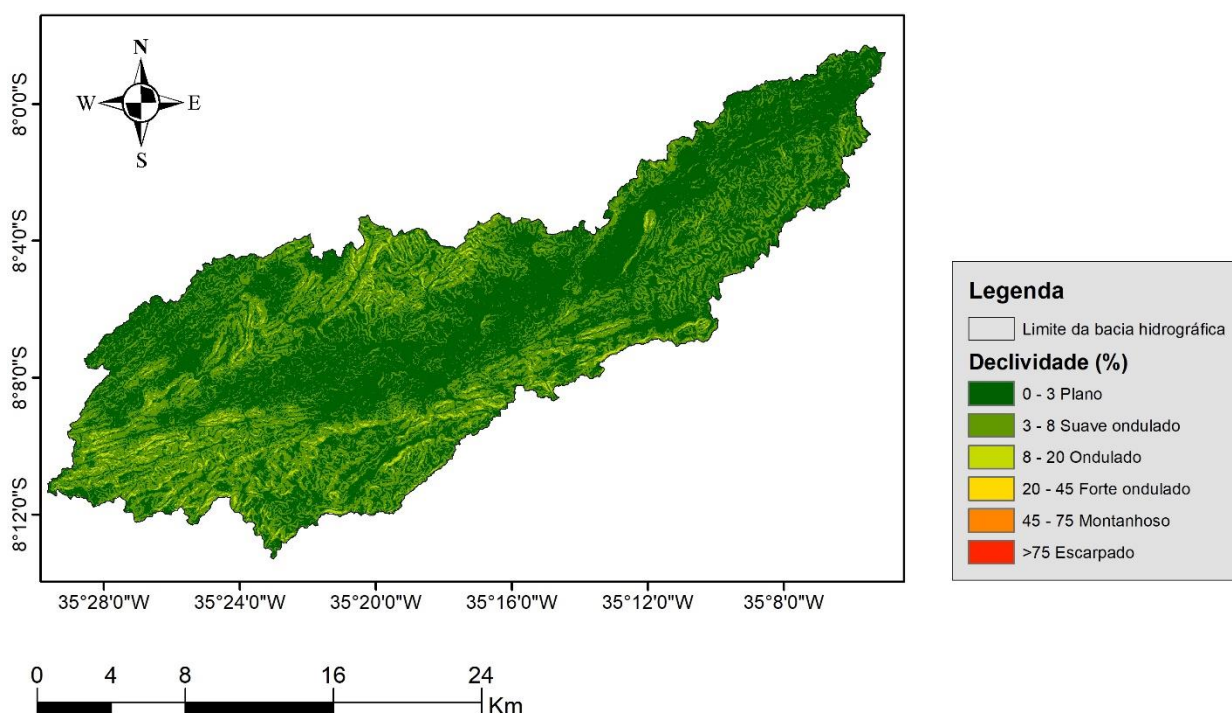 N
W
E
S
8°0'0"S
8°4'0"S
8°8'0"S
8°12'0"S
35°28'0"W
35°24'0"W
35°20'0"W
35°16'0"W
35°12'0"W
35°8'0"W
0 4 8 16 24
Km
Legenda
Limite da bacia hidrográfica
Declividade (%)
0 - 3 Plano
3 - 8 Suave ondulado
8 - 20 Ondulado
20 - 45 Forte ondulado
45 - 75 Montanhoso
>75 Escarpado